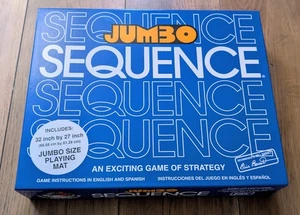 JUMBO
SEQUENCE
SEQUENCE®
SEQUENCE
SEQUENCE
SEQUENCE
INCLUDES:
32 inch by 27 inch
JUMBO SIZE
PLAYING
MAT
AN EXCITING GAME OF STRATEGY
GAME INSTRUCTIONS IN ENGLISH AND SPANISH
INSTRUCCIONES DEL JUEGO EN INGLÉS Y ESPAÑOL